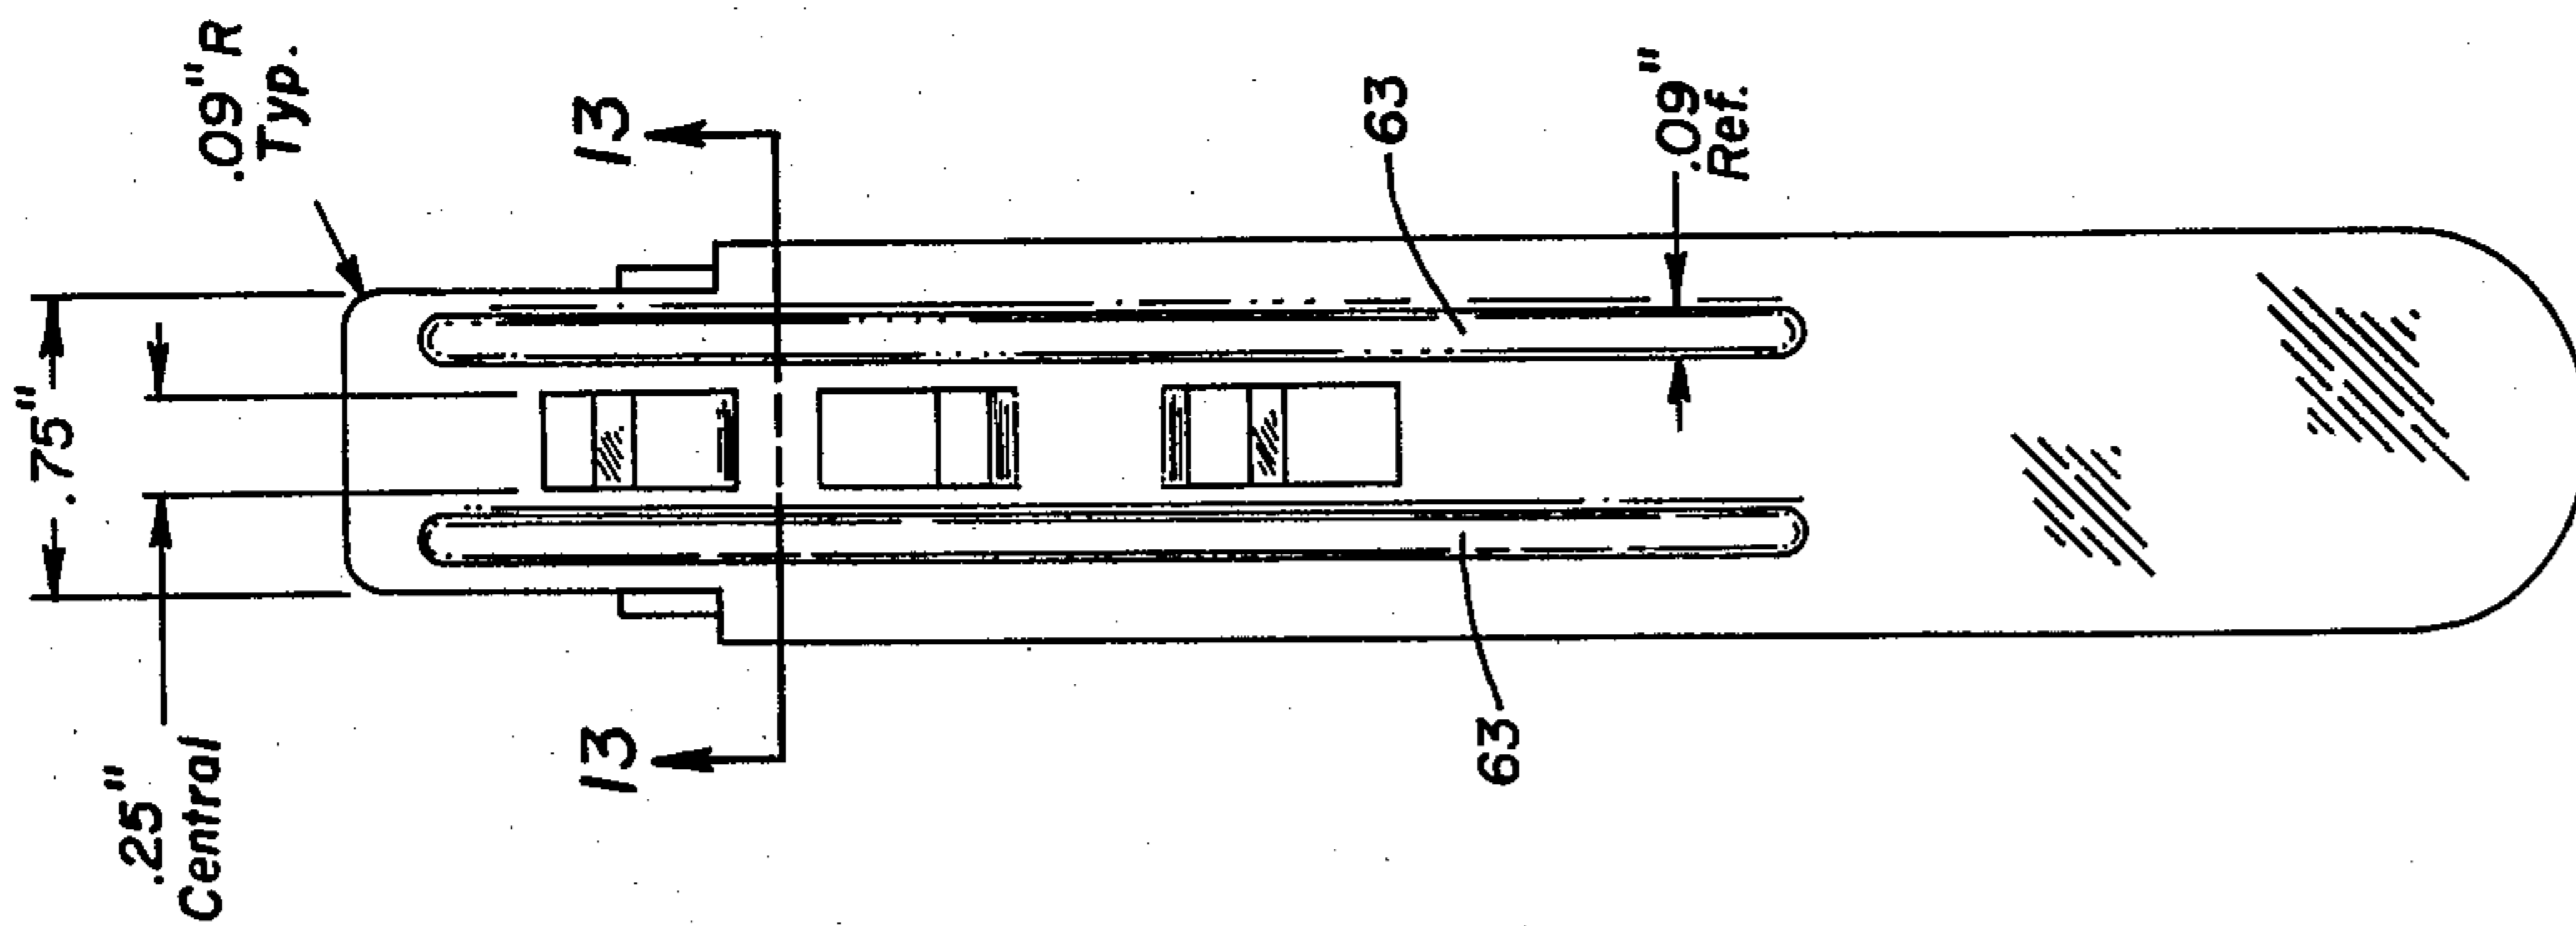 .09" R
Typ.
13
63
.09"
Ref.
.75"
.25"
Central
13
63